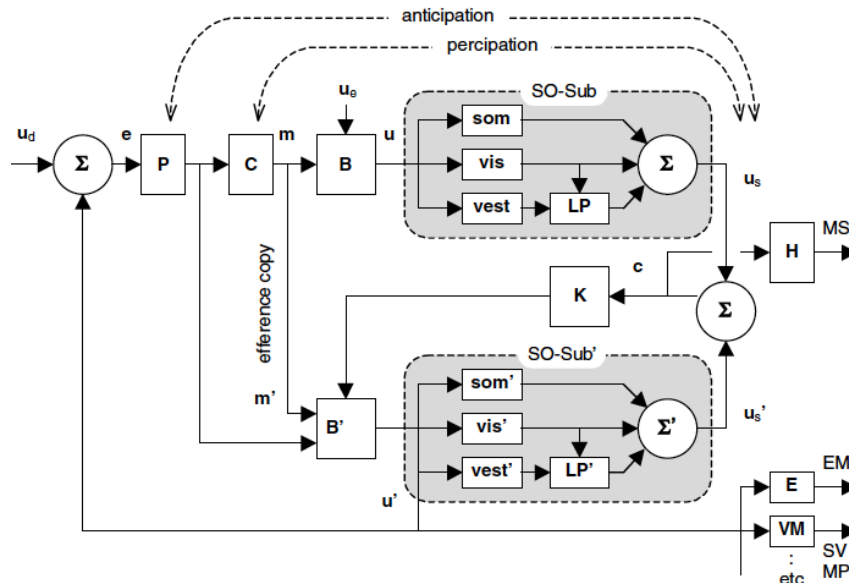 anticipation
percipation
SO-Sub
u_e
u_d
e
m
u
som
Σ
P
C
B
vis
Σ
vest
LP
u_s
MS
c
H
K
Σ
efference copy
SO-Sub'
m'
som'
B'
vis'
Σ'
u_s'
vest'
LP'
EM
u'
E
VM
SV
⋮
MP
etc